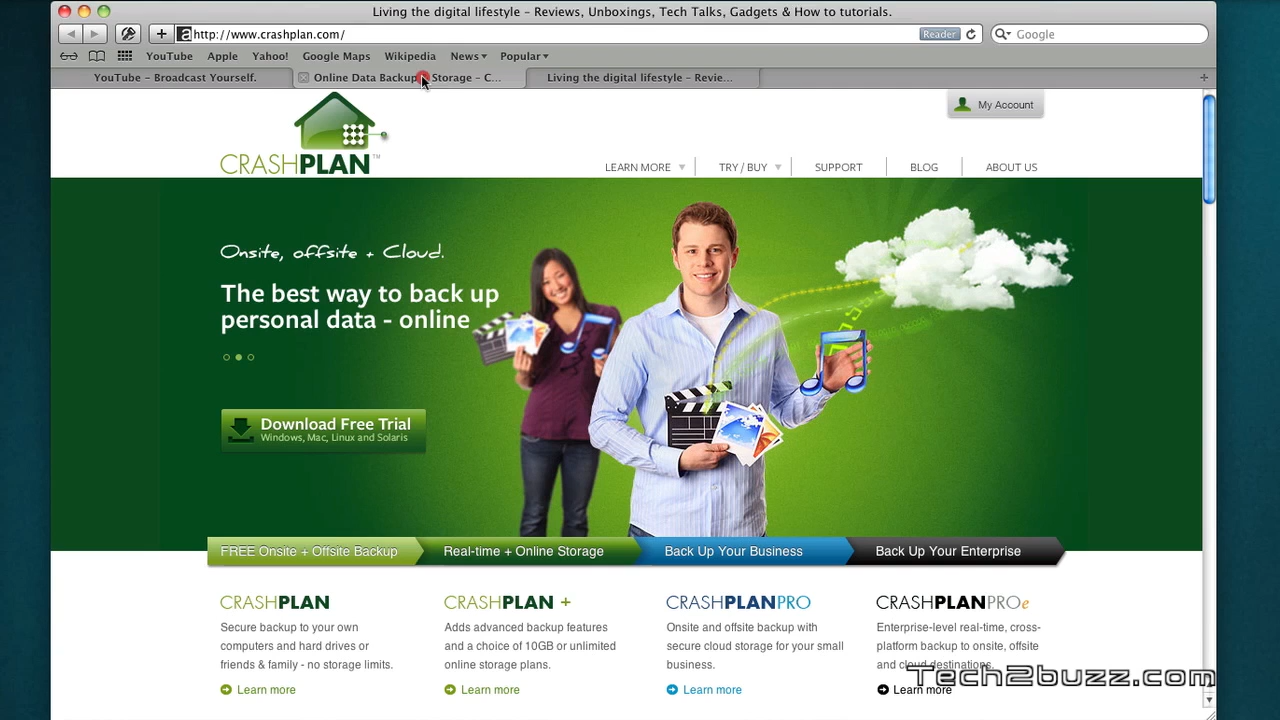 Living the digital lifestyle – Reviews, Unboxings, Tech Talks, Gadgets & How to tutorials.
http://www.crashplan.com/
Reader
Google
YouTube Apple Yahoo! Google Maps Wikipedia News Popular
YouTube – Broadcast Yourself.
Online Data Backup Storage – C...
Living the digital lifestyle – Revie...
My Account
CRASHPLAN™
LEARN MORE TRY / BUY SUPPORT BLOG ABOUT US
Onsite, offsite + Cloud.
The best way to back up
personal data - online
Download Free Trial
Windows, Mac, Linux and Solaris
FREE Onsite + Offsite Backup
Real-time + Online Storage
Back Up Your Business
Back Up Your Enterprise
CRASHPLAN
Secure backup to your own
computers and hard drives or
friends & family - no storage limits.
Learn more
CRASHPLAN +
Adds advanced backup features
and a choice of 10GB or unlimited
online storage plans.
Learn more
CRASHPLANPRO
Onsite and offsite backup with
secure cloud storage for your small
business.
Learn more
CRASHPLANPROe
Enterprise-level real-time, cross-
platform backup to onsite, offsite
and cloud destinations.
Learn more
Tech2buzz.com